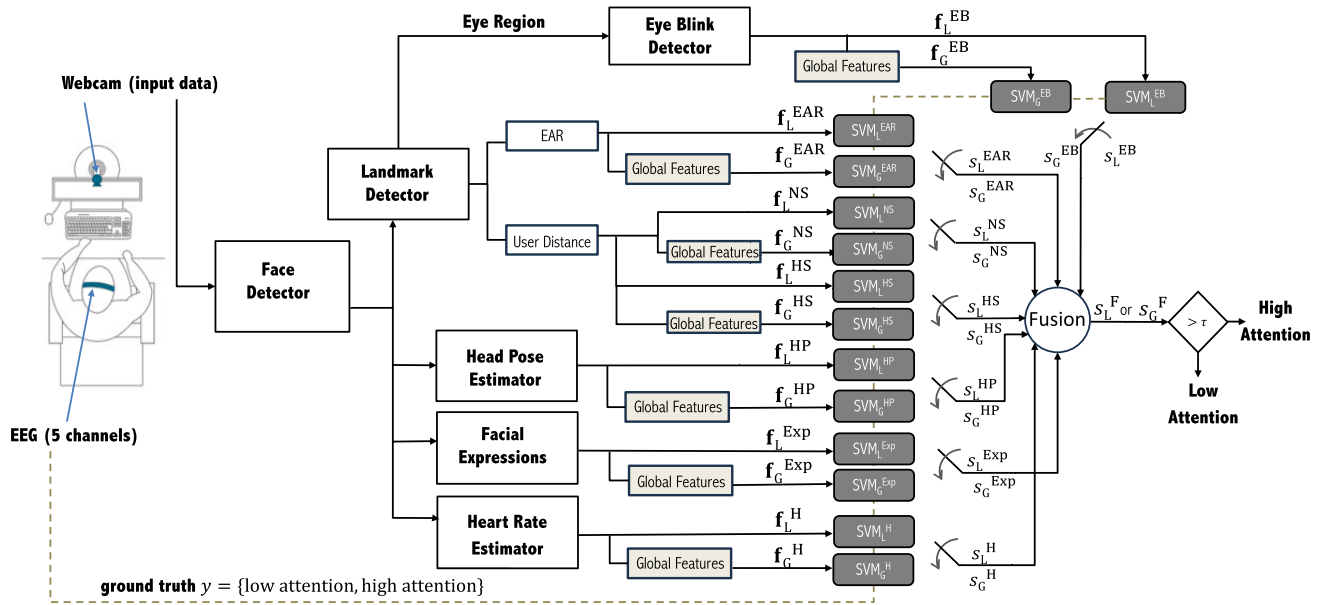 Webcam (input data)
EEG (5 channels)
ground truth y = {low attention, high attention}
Face
Detector
Landmark
Detector
Eye Region
Eye Blink
Detector
Global Features
f_L^EB
f_G^EB
SVM_G^EB
SVM_L^EB
EAR
Global Features
f_L^EAR
f_G^EAR
SVM_L^EAR
SVM_G^EAR
User Distance
Global Features
f_L^NS
f_G^NS
SVM_L^NS
SVM_G^NS
Global Features
f_L^HS
f_G^HS
SVM_L^HS
SVM_G^HS
Head Pose
Estimator
Global Features
f_L^HP
f_G^HP
SVM_L^HP
SVM_G^HP
Facial
Expressions
Global Features
f_L^Exp
f_G^Exp
SVM_L^Exp
SVM_G^Exp
Heart Rate
Estimator
Global Features
f_L^H
f_G^H
SVM_L^H
SVM_G^H
s_G^EB s_L^EB
s_L^EAR
s_G^EAR
s_L^NS
s_G^NS
s_L^HS
s_G^HS
s_L^HP
s_G^HP
s_L^Exp
s_G^Exp
s_L^H
s_G^H
Fusion
s_L^F or s_G^F
> τ
High
Attention
Low
Attention